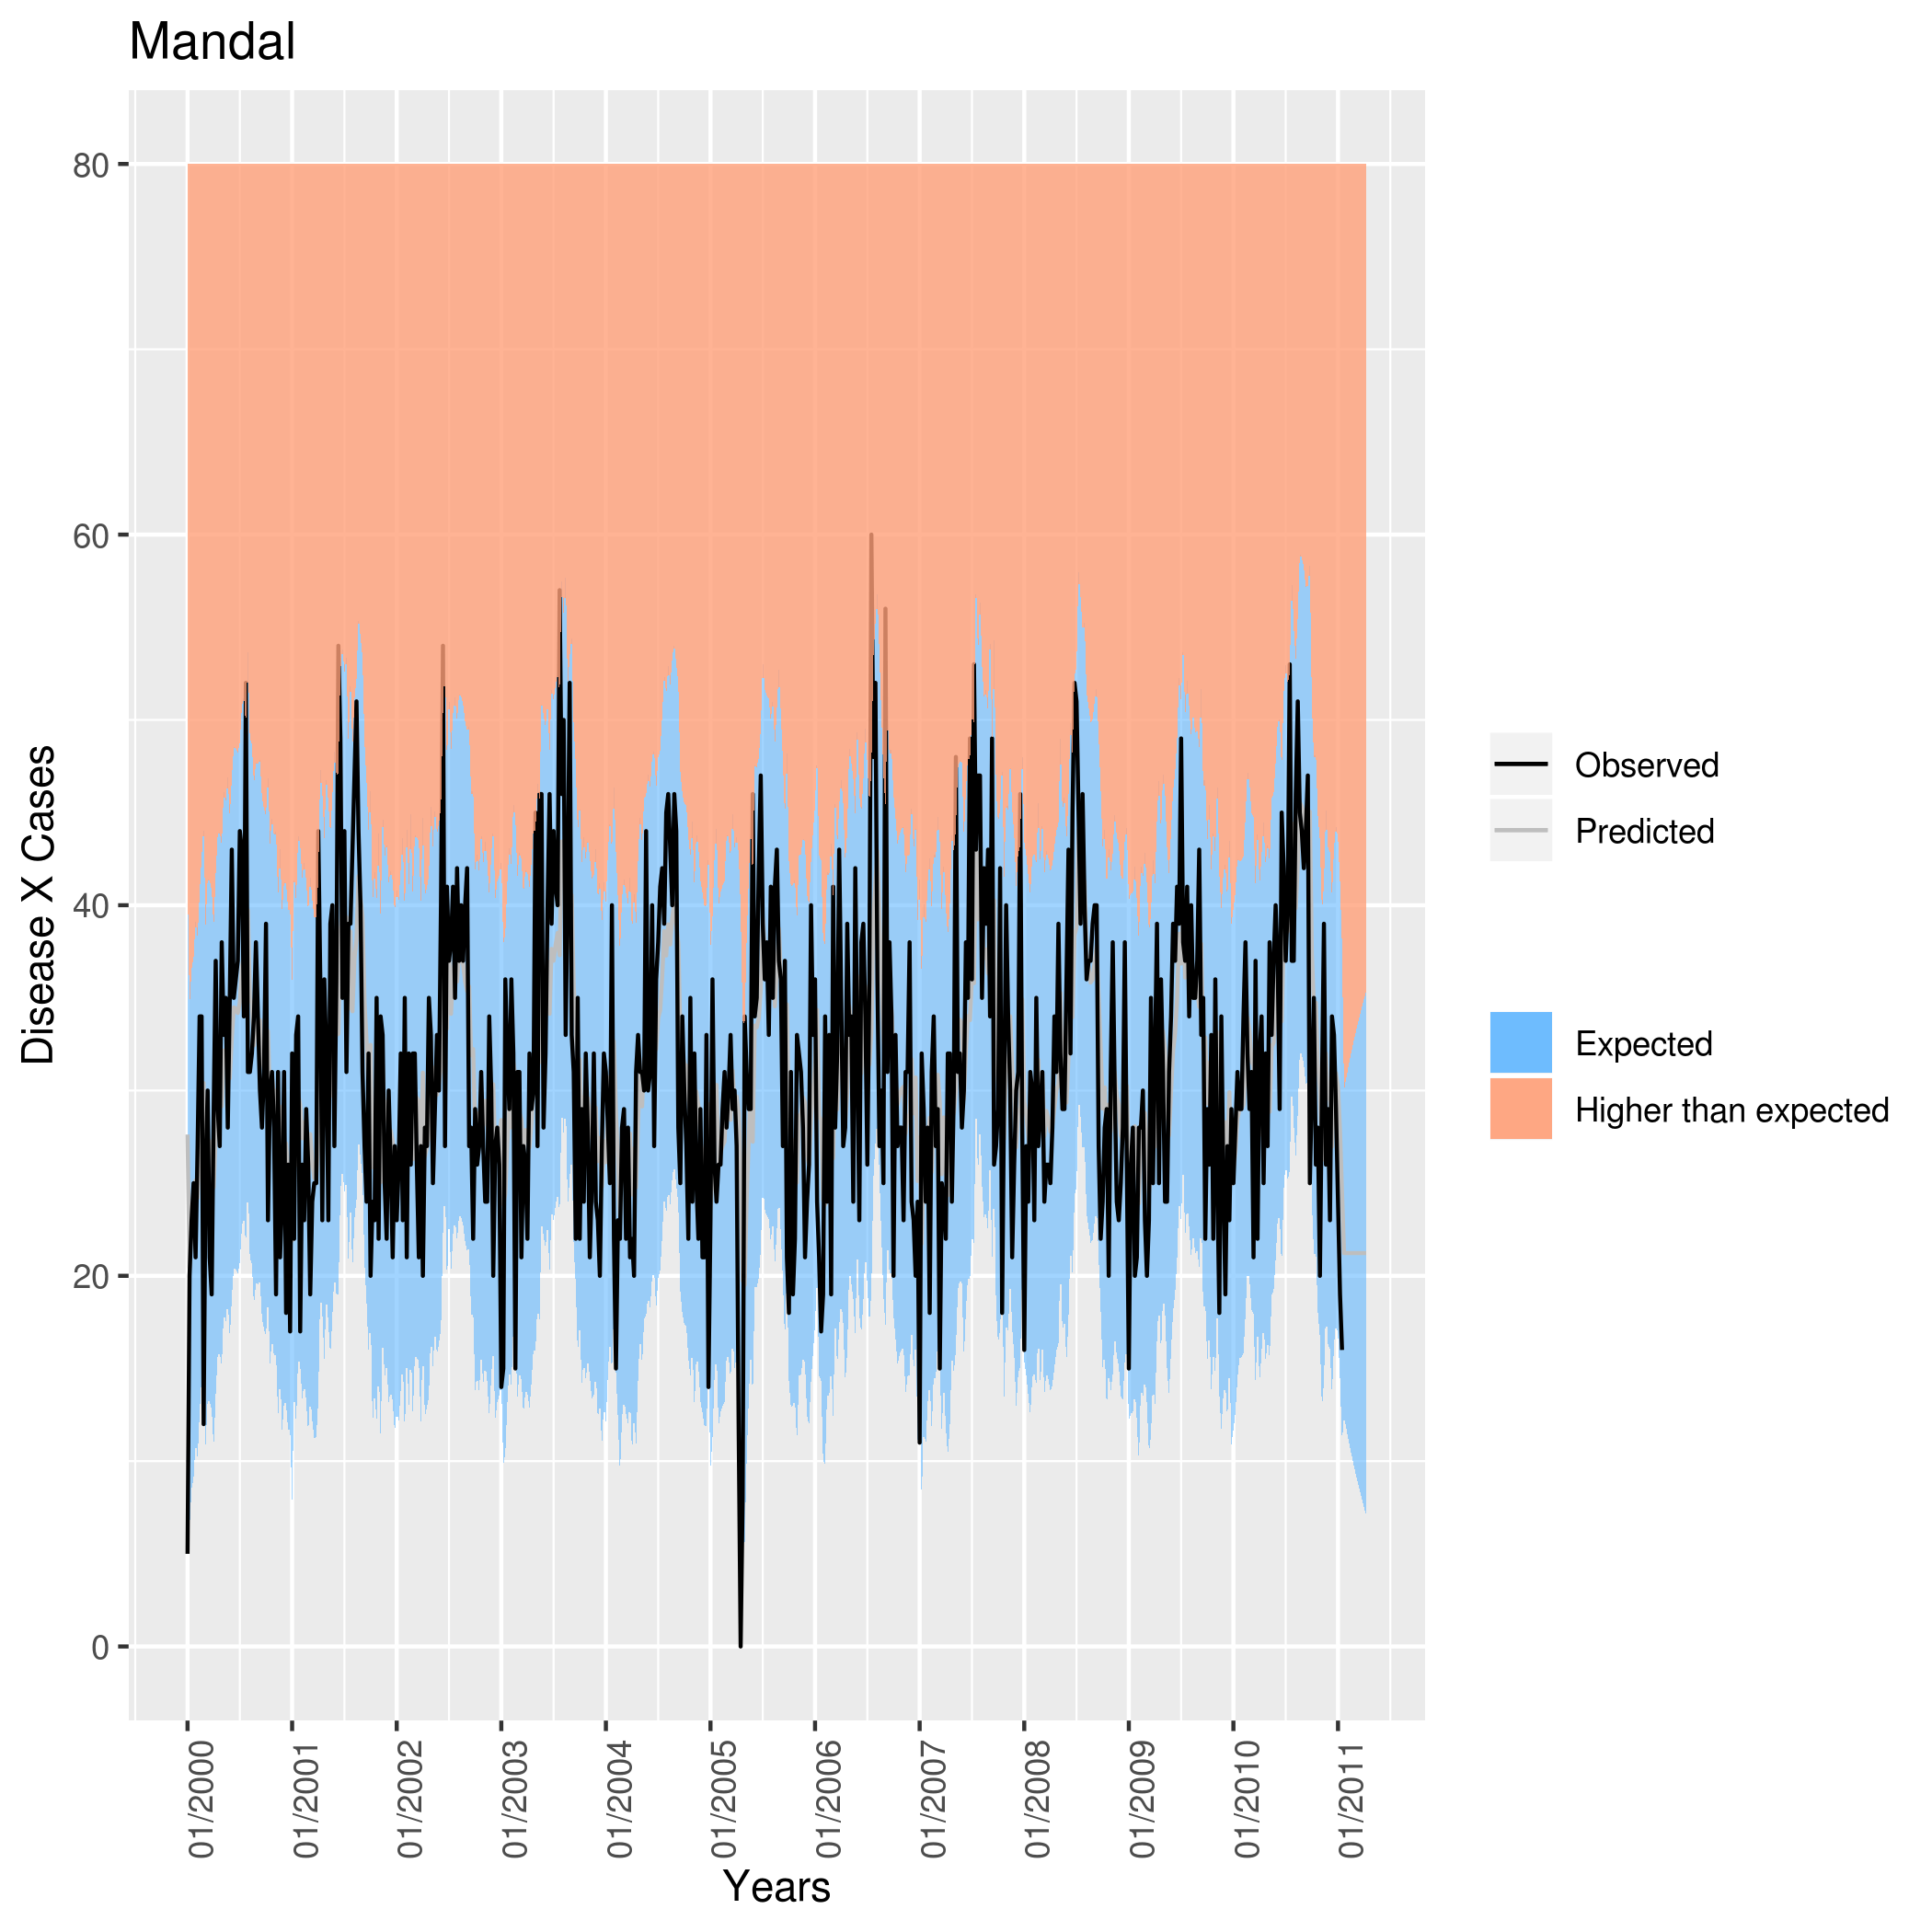 Mandal
80
60
40
20
0
Disease X Cases
01/2000
01/2001
01/2002
01/2003
01/2004
01/2005
01/2006
01/2007
01/2008
01/2009
01/2010
01/2011
Years
Observed
Predicted
Expected
Higher than expected